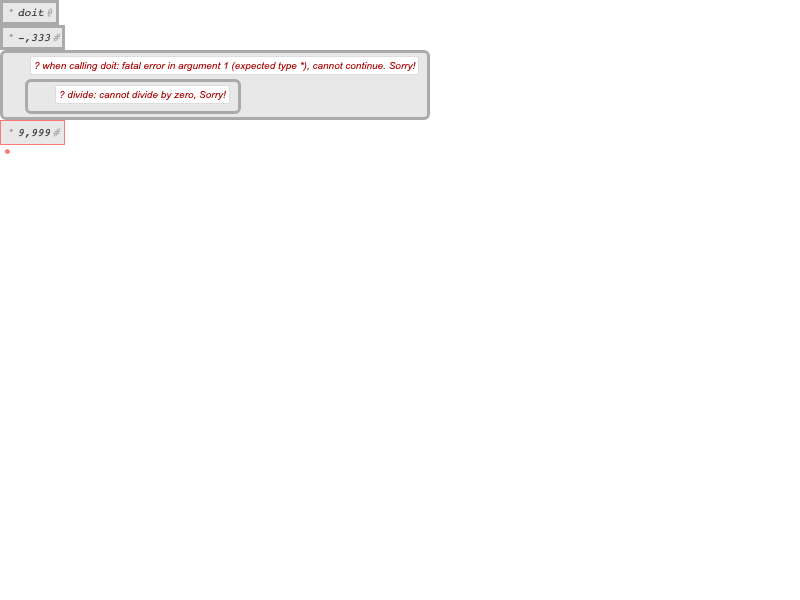 * doit @
* -,333 #
? when calling doit: fatal error in argument 1 (expected type *), cannot continue. Sorry!
? divide: cannot divide by zero, Sorry!
* 9,999 #